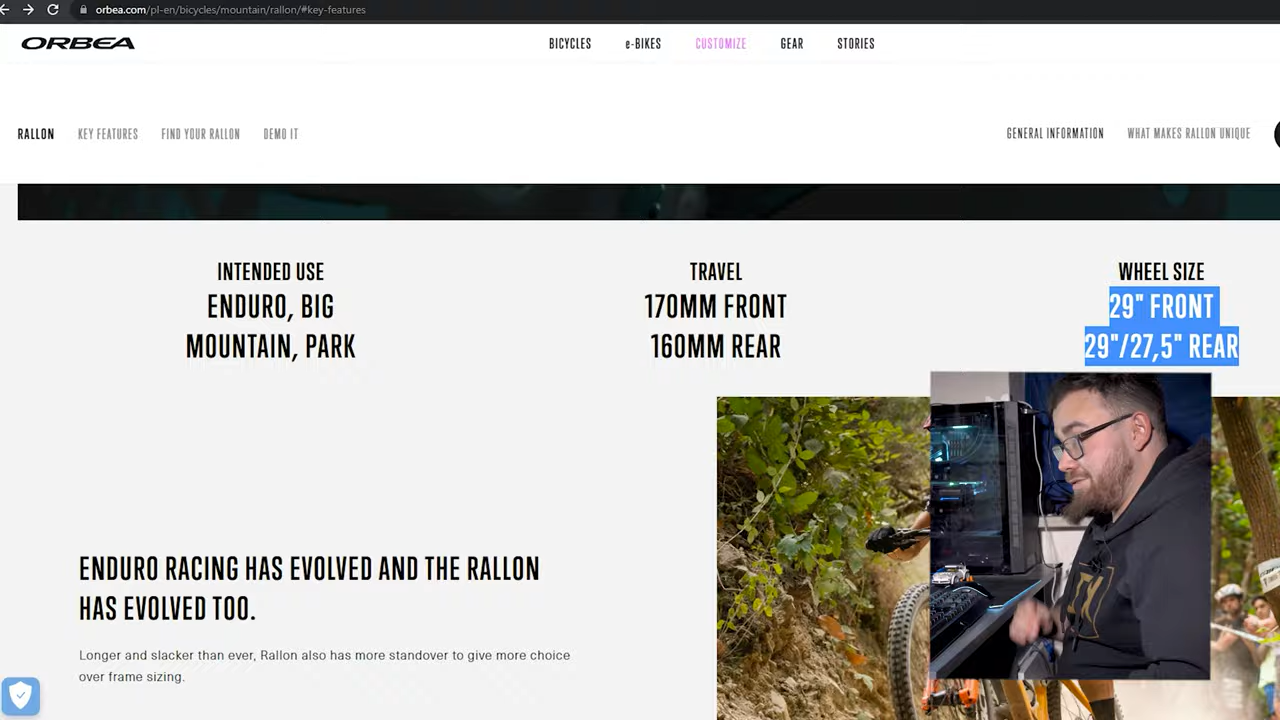 orbea.com/pl-en/bicycles/mountain/rallon/#key-features
ORBEA
BICYCLES
e-BIKES
CUSTOMIZE
GEAR
STORIES
RALLON
KEY FEATURES
FIND YOUR RALLON
DEMO IT
GENERAL INFORMATION
WHAT MAKES RALLON UNIQUE
INTENDED USE
ENDURO, BIG
MOUNTAIN, PARK
TRAVEL
170MM FRONT
160MM REAR
WHEEL SIZE
29" FRONT
29"/27,5" REAR
ENDURO RACING HAS EVOLVED AND THE RALLON
HAS EVOLVED TOO.
Longer and slacker than ever, Rallon also has more standover to give more choice
over frame sizing.